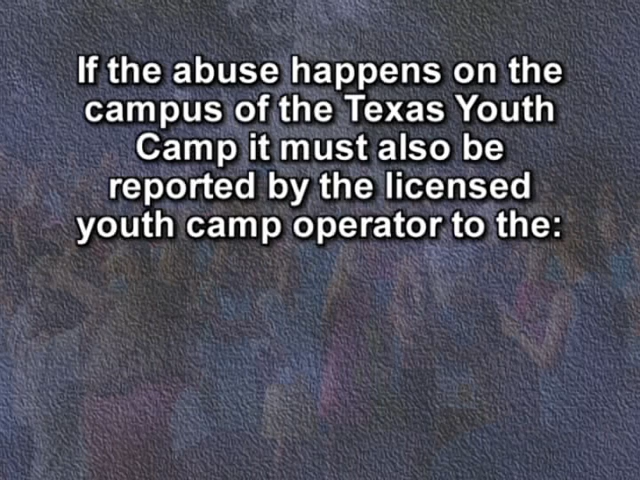 If the abuse happens on the
campus of the Texas Youth
Camp it must also be
reported by the licensed
youth camp operator to the: